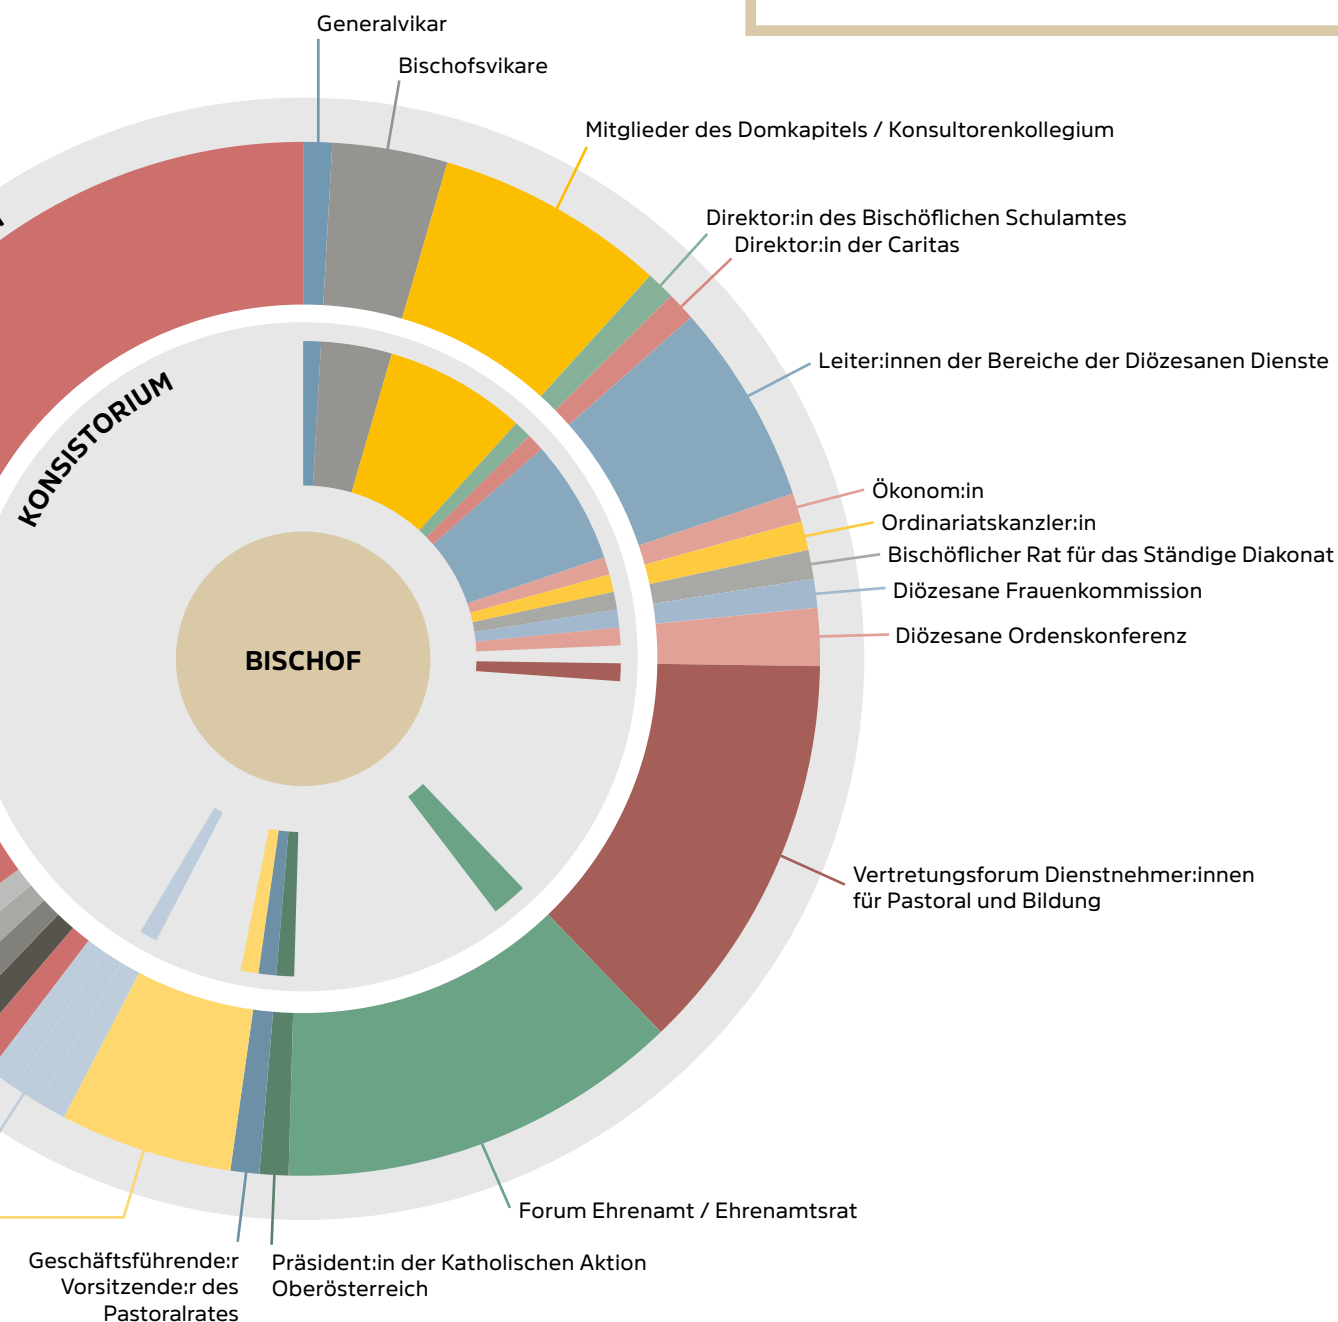 Generalvikar
Bischofsvikare
Mitglieder des Domkapitels / Konsultorenkollegium
Direktor:in des Bischöflichen Schulamtes
Direktor:in der Caritas
Leiter:innen der Bereiche der Diözesanen Dienste
KONSISTORIUM
Ökonom:in
Ordinariatskanzler:in
Bischöflicher Rat für das Ständige Diakonat
Diözesane Frauenkommission
Diözesane Ordenskonferenz
BISCHOF
Vertretungsforum Dienstnehmer:innen
für Pastoral und Bildung
Forum Ehrenamt / Ehrenamtsrat
Geschäftsführende:r
Vorsitzende:r des
Pastoralrates
Präsident:in der Katholischen Aktion
Oberösterreich